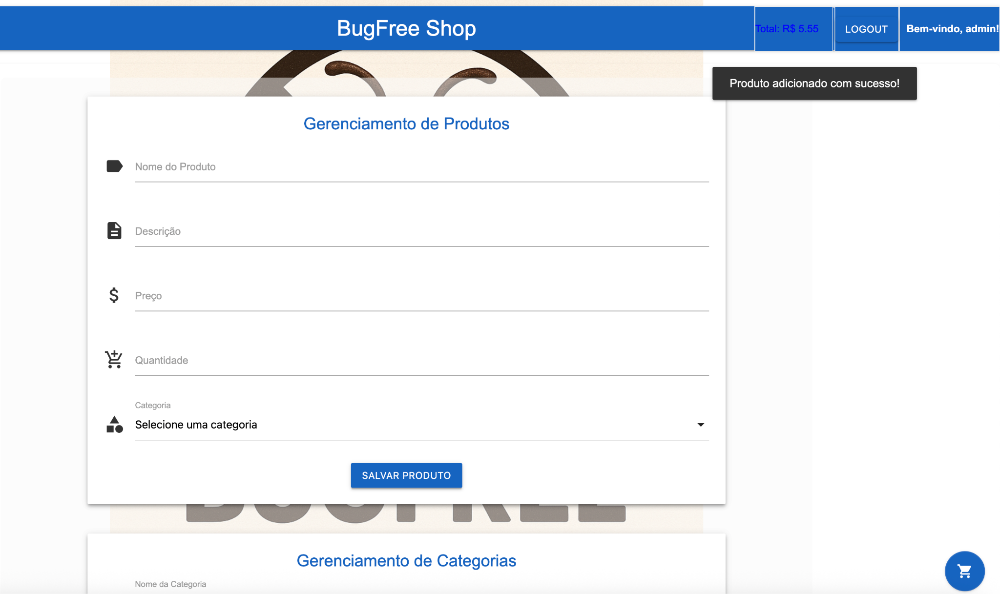 BugFree Shop
Total: R$ 5.55
LOGOUT
Bem-vindo, admin!
Produto adicionado com sucesso!
Gerenciamento de Produtos
Nome do Produto
Descrição
Preço
Quantidade
Categoria
Selecione uma categoria
SALVAR PRODUTO
BUGFREE
Gerenciamento de Categorias
Nome da Categoria